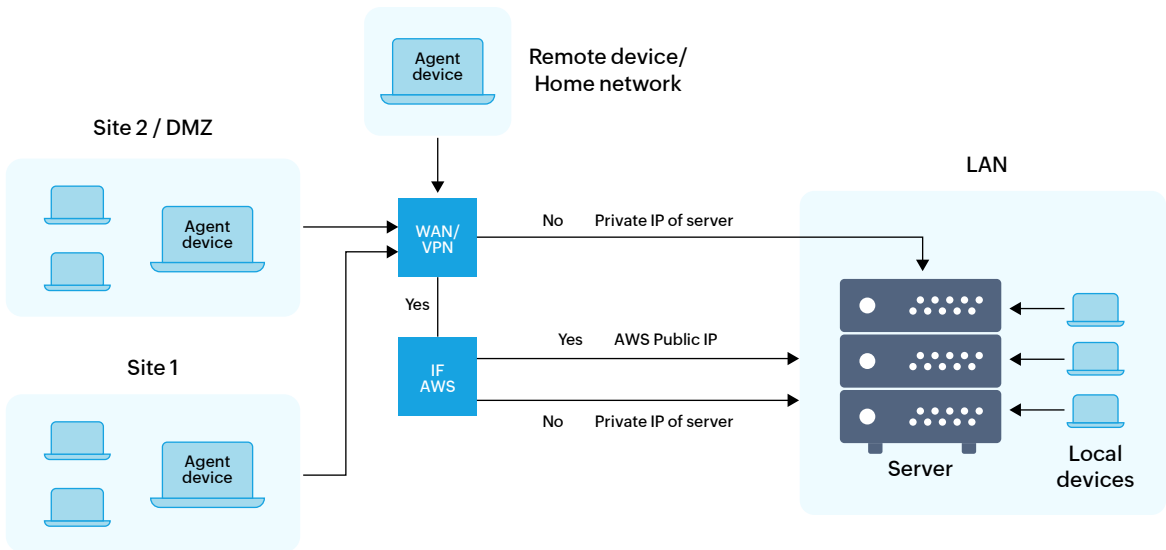 Agent
device
Remote device/
Home network
Site 2 / DMZ
Agent
device
WAN/
VPN
No Private IP of server
LAN
Yes
IF
AWS
Yes AWS Public IP
No Private IP of server
Site 1
Agent
device
Server
Local
devices